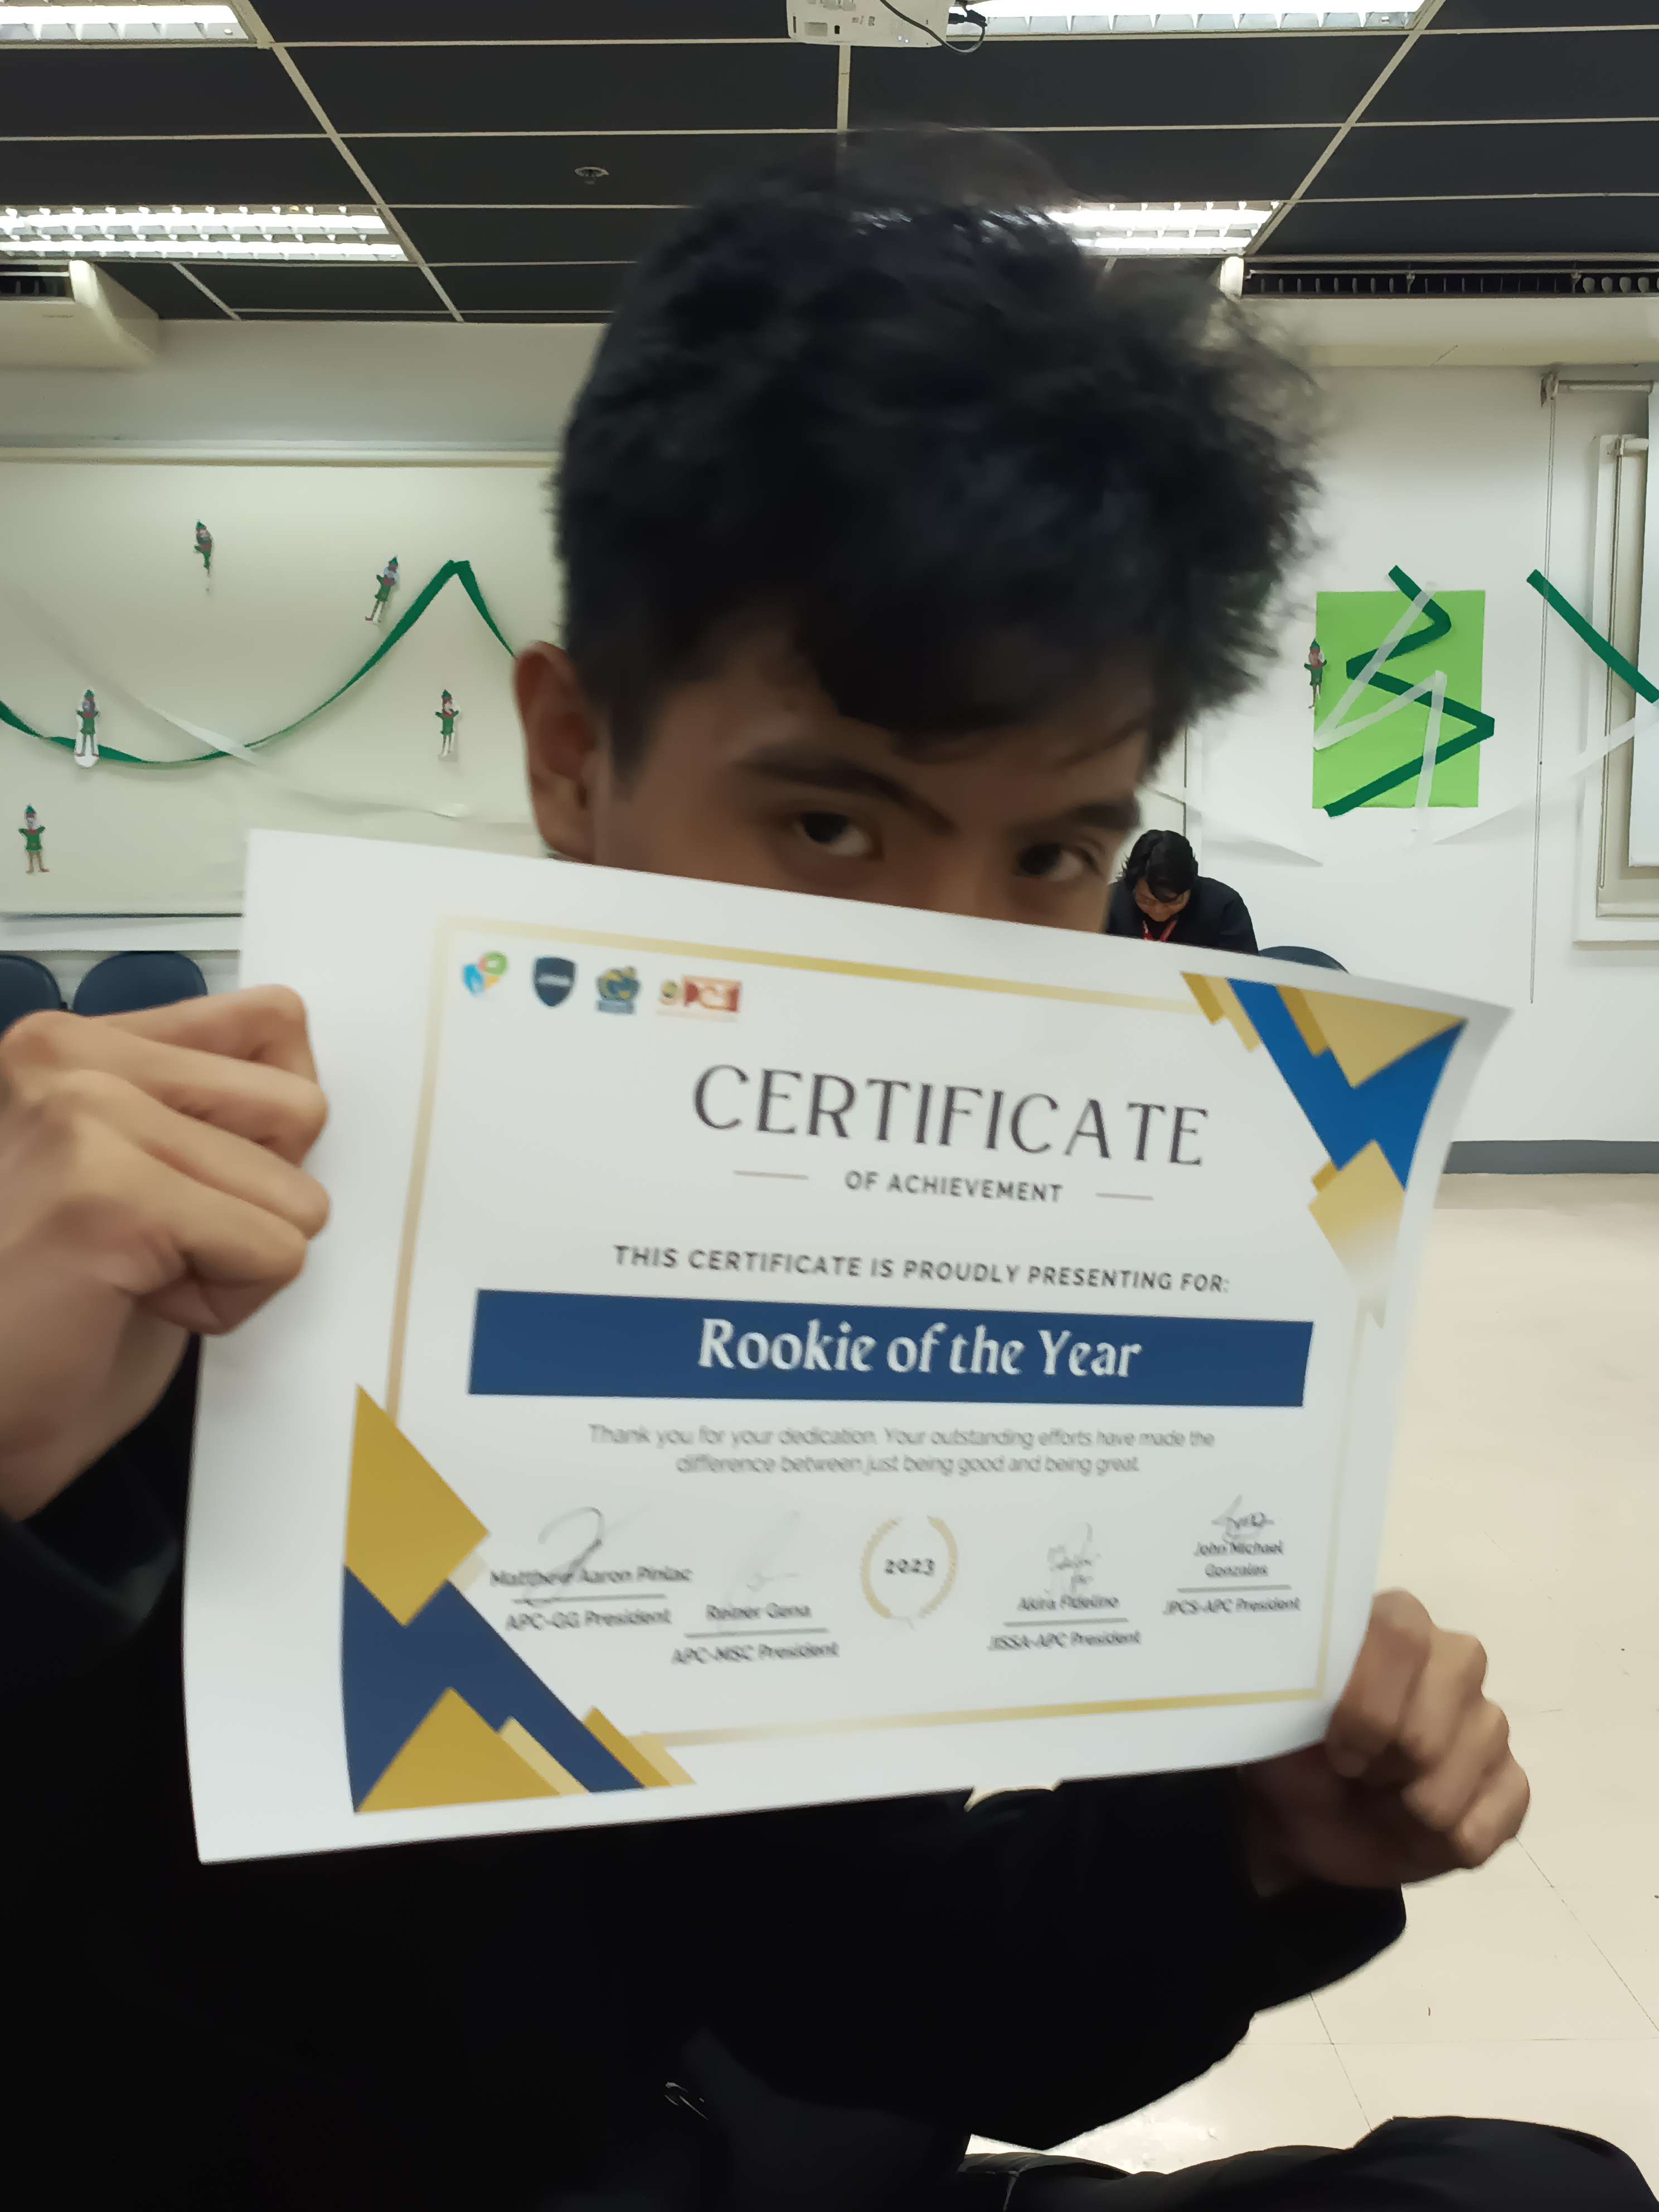 CERTIFICATE
OF ACHIEVEMENT
THIS CERTIFICATE IS PROUDLY PRESENTING FOR:
Rookie of the Year
Thank you for your dedication. Your outstanding efforts have made the
difference between just being good and being great.
Matthew Aaron Pinlac
APC-GG President
Reiner Gena
APC-MSC President
2023
Akira Fidelino
JISSA-APC President
John Michael
Gonzales
JPCS-APC President